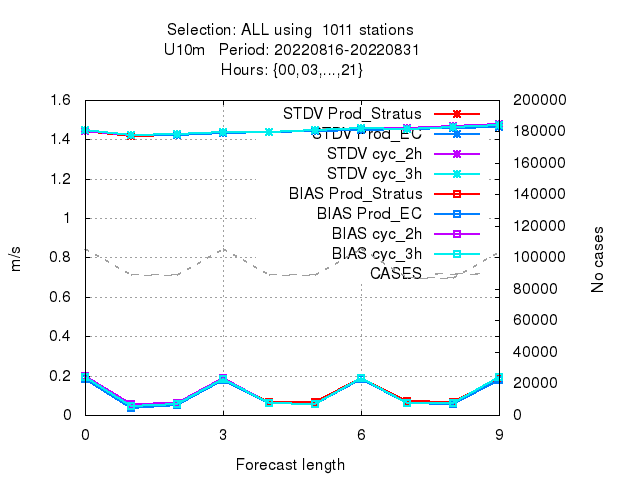 Selection: ALL using  1011 stations
U10m   Period: 20220816-20220831
Hours: {00,03,...,21}
1.6
1.4
1.2
1
0.8
0.6
0.4
0.2
0
m/s
STDV Prod_Stratus
STDV Prod_EC
STDV cyc_2h
STDV cyc_3h
BIAS Prod_Stratus
BIAS Prod_EC
BIAS cyc_2h
BIAS cyc_3h
CASES
200000
180000
160000
140000
120000
100000
80000
60000
40000
20000
0
No cases
0
3
6
9
Forecast length